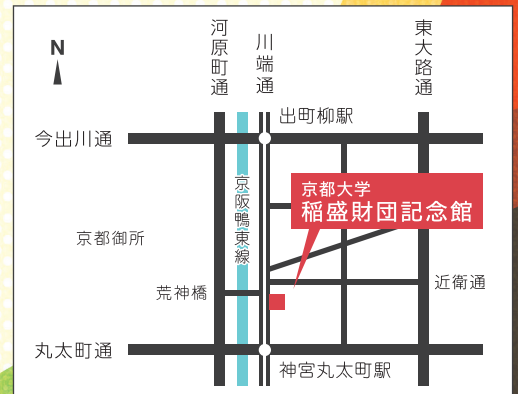 N
河原町通
川端通
東大路通
出町柳駅
今出川通
京都大学
稲盛財団記念館
京阪鴨東線
京都御所
近衛通
荒神橋
丸太町通
神宮丸太町駅